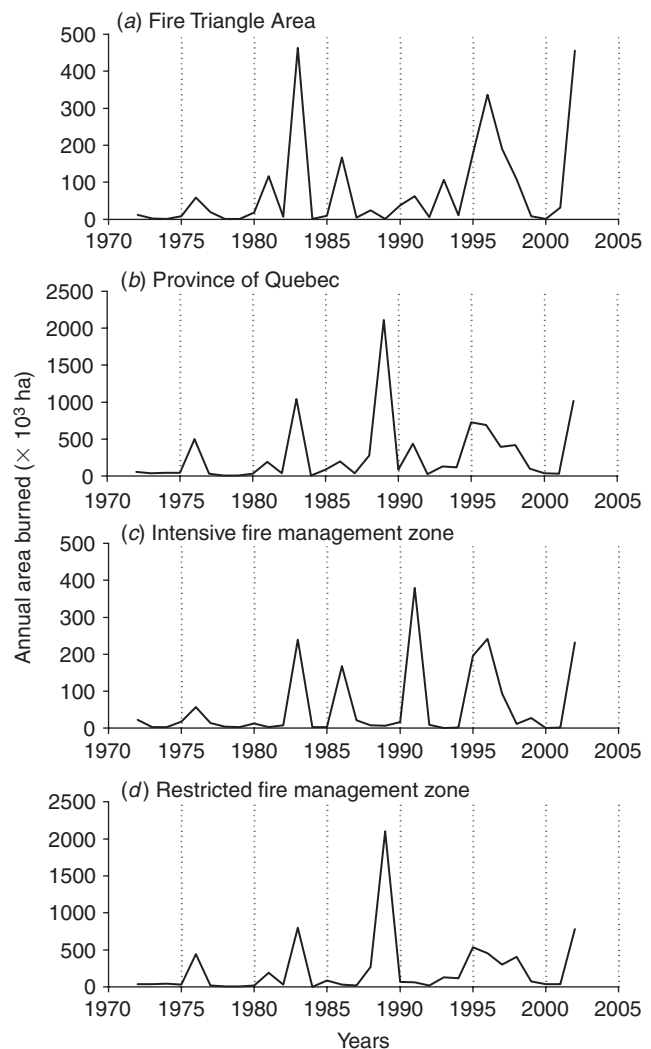 (a) Fire Triangle Area
500
400
300
200
100
0
1970 1975 1980 1985 1990 1995 2000 2005
(b) Province of Quebec
2500
2000
1500
1000
500
0
1970 1975 1980 1985 1990 1995 2000 2005
(c) Intensive fire management zone
500
400
300
200
100
0
1970 1975 1980 1985 1990 1995 2000 2005
(d) Restricted fire management zone
2500
2000
1500
1000
500
0
1970 1975 1980 1985 1990 1995 2000 2005
Years
Annual area burned (× 10³ ha)